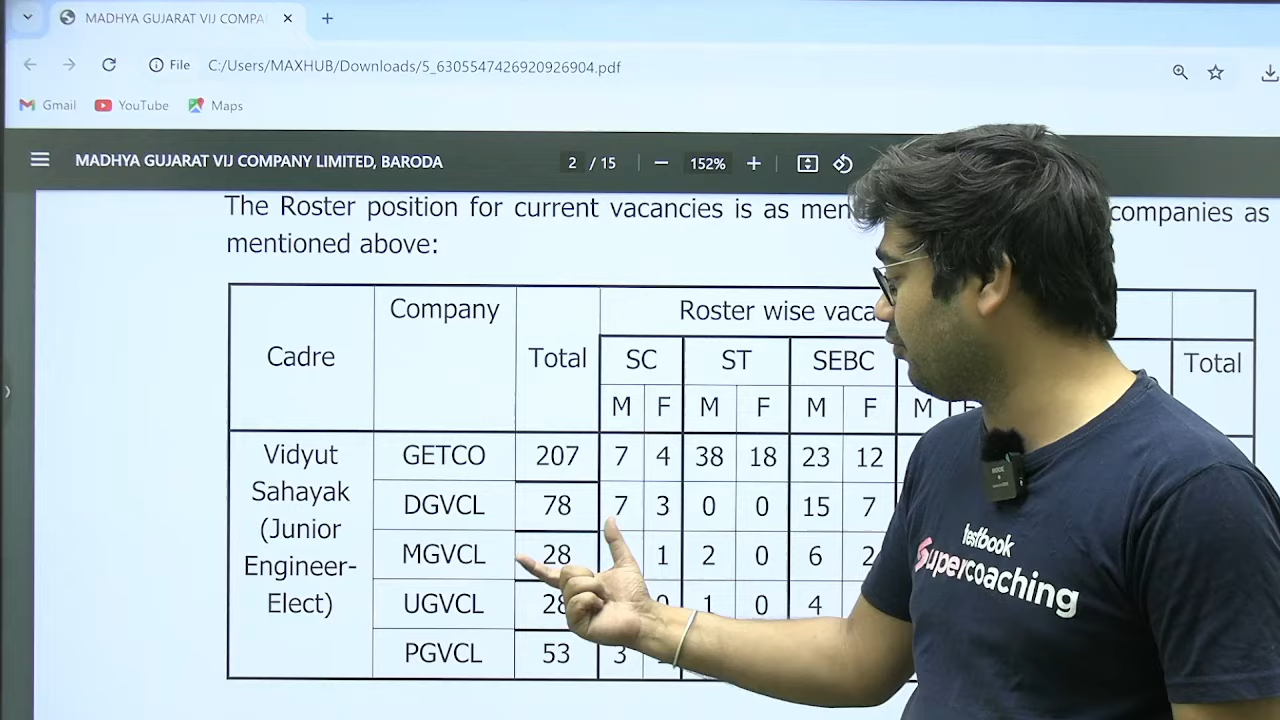 MADHYA GUJARAT VIJ COMPA
File C:/Users/MAXHUB/Downloads/5_6305547426920926904.pdf
Gmail YouTube Maps
MADHYA GUJARAT VIJ COMPANY LIMITED, BARODA 2 / 15 152%
The Roster position for current vacancies is as men companies as
mentioned above:
Cadre Company Total Roster wise vaca
SC ST SEBC Total
M F M F M F M F
Vidyut Sahayak (Junior Engineer-Elect)
GETCO 207 7 4 38 18 23 12
DGVCL 78 7 3 0 0 15 7
MGVCL 28 1 2 0 6 2
UGVCL 28 0 1 0 4
PGVCL 53 3
testbook
Supercoaching